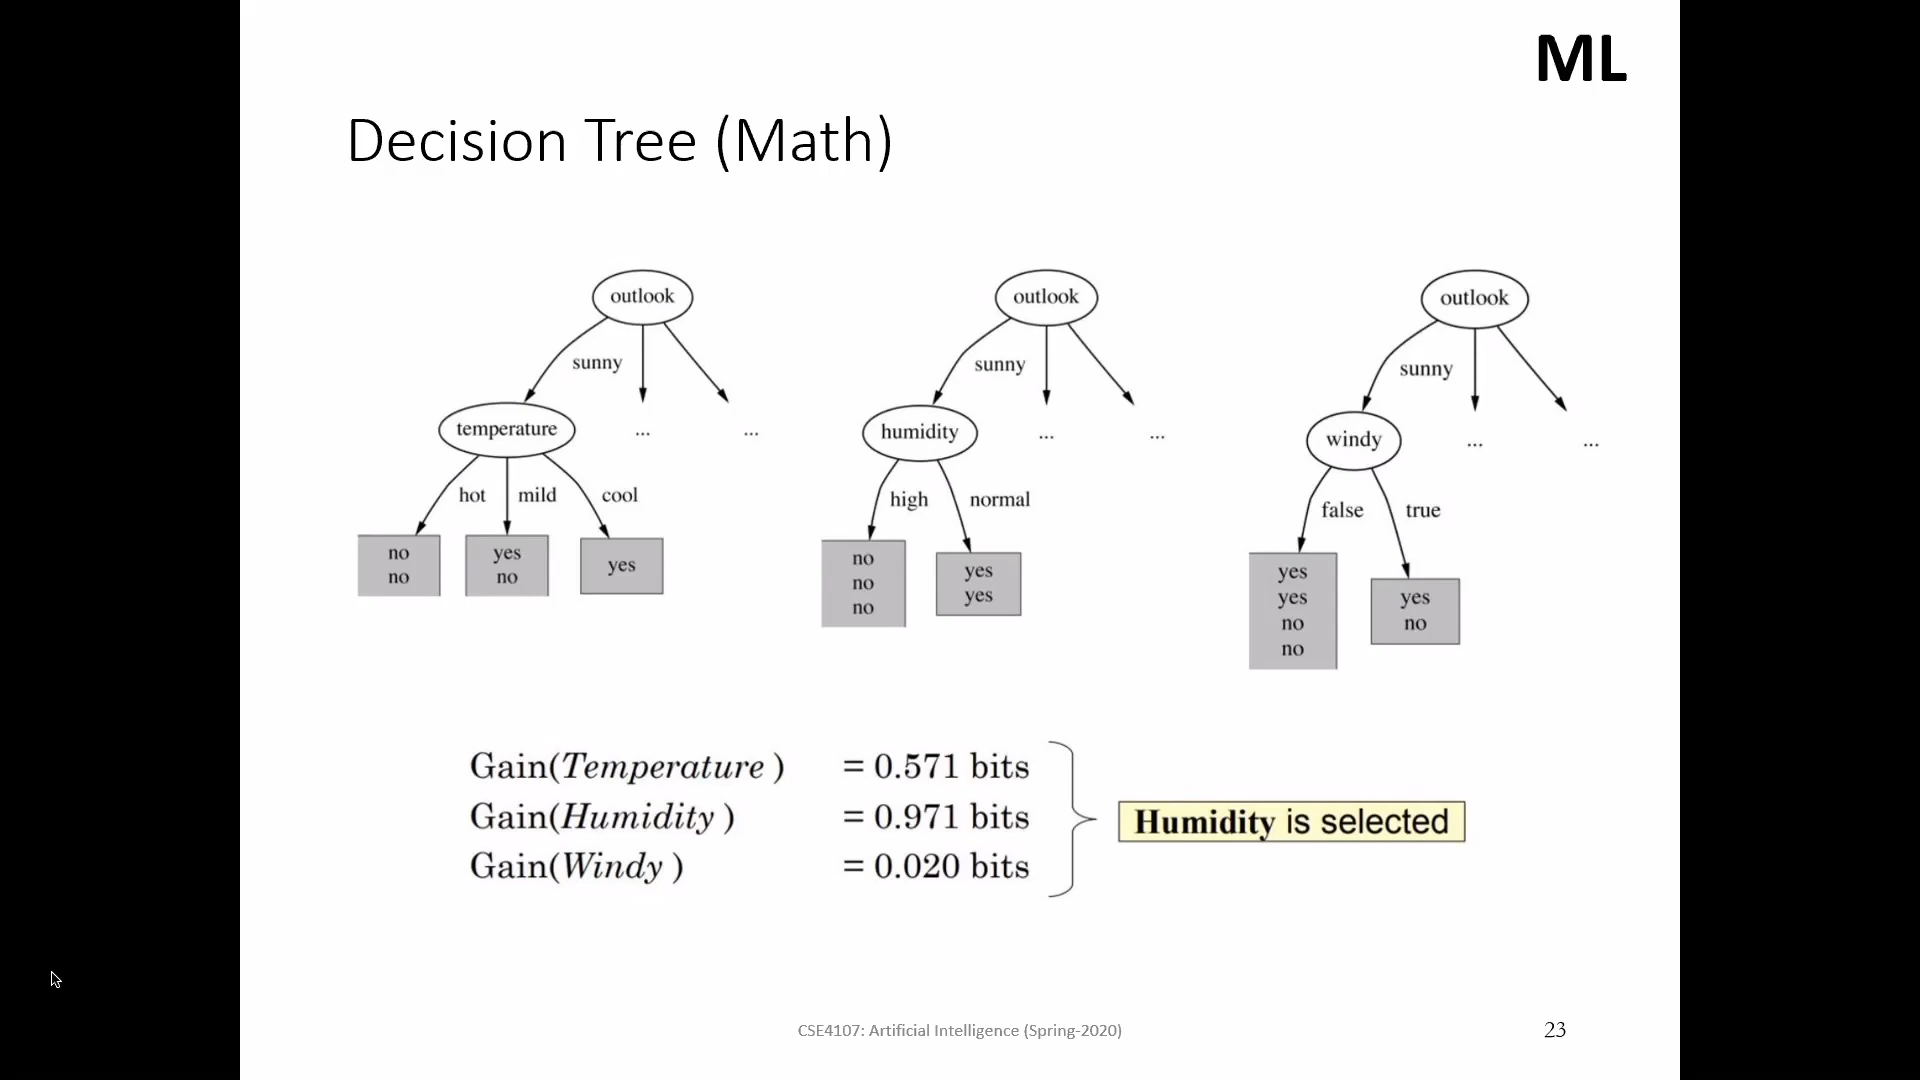 ML
Decision Tree (Math)
outlook
sunny
temperature
...
...
hot mild cool
no
no
yes
no
yes
outlook
sunny
humidity
...
...
high normal
no
no
no
yes
yes
outlook
sunny
windy
...
...
false true
yes
yes
no
no
yes
no
Gain(Temperature ) = 0.571 bits
Gain(Humidity ) = 0.971 bits
Gain(Windy ) = 0.020 bits
Humidity is selected
CSE4107: Artificial Intelligence (Spring-2020)
23